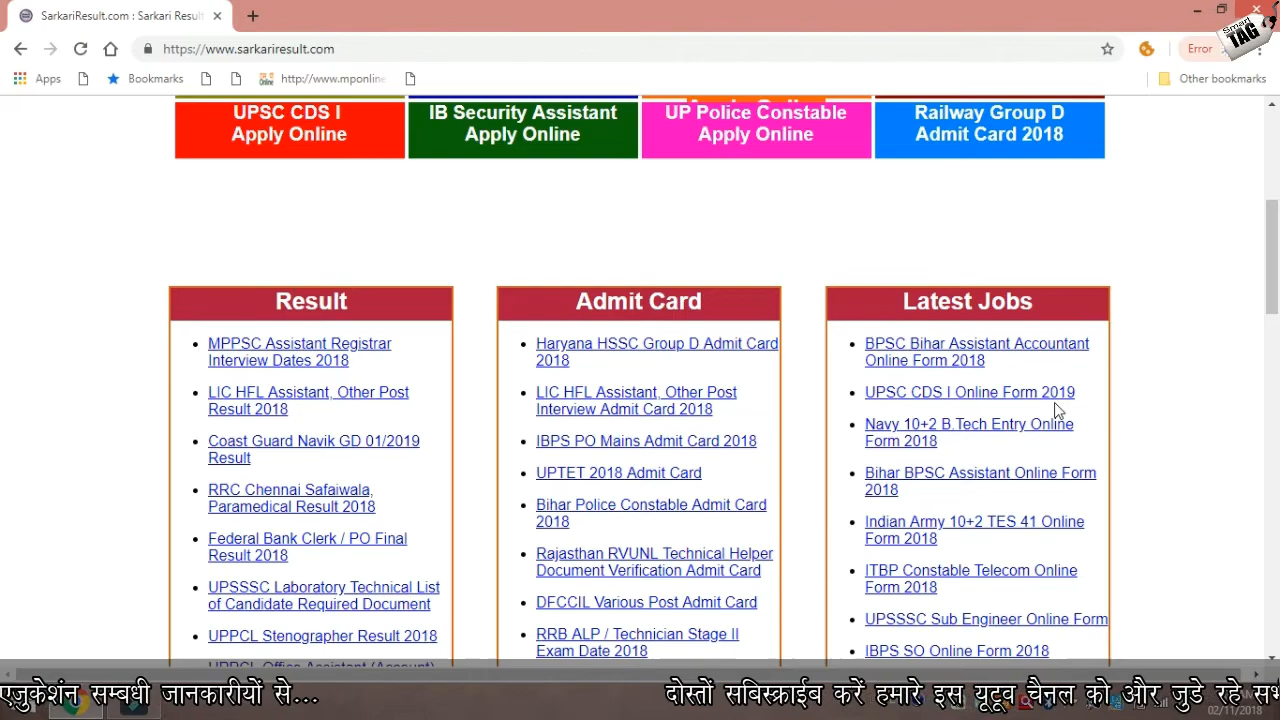 SarkariResult.com : Sarkari Result
https://www.sarkariresult.com
Error
Smart
TAG
Apps
Bookmarks
http://www.mponline
Other bookmarks
UPSC CDS I
Apply Online
IB Security Assistant
Apply Online
UP Police Constable
Apply Online
Railway Group D
Admit Card 2018
Result
MPPSC Assistant Registrar
Interview Dates 2018
LIC HFL Assistant, Other Post
Result 2018
Coast Guard Navik GD 01/2019
Result
RRC Chennai Safaiwala,
Paramedical Result 2018
Federal Bank Clerk / PO Final
Result 2018
UPSSSC Laboratory Technical List
of Candidate Required Document
UPPCL Stenographer Result 2018
UPPCL Office Assistant (Account)
Admit Card
Haryana HSSC Group D Admit Card
2018
LIC HFL Assistant, Other Post
Interview Admit Card 2018
IBPS PO Mains Admit Card 2018
UPTET 2018 Admit Card
Bihar Police Constable Admit Card
2018
Rajasthan RVUNL Technical Helper
Document Verification Admit Card
DFCCIL Various Post Admit Card
RRB ALP / Technician Stage II
Exam Date 2018
Latest Jobs
BPSC Bihar Assistant Accountant
Online Form 2018
UPSC CDS I Online Form 2019
Navy 10+2 B.Tech Entry Online
Form 2018
Bihar BPSC Assistant Online Form
2018
Indian Army 10+2 TES 41 Online
Form 2018
ITBP Constable Telecom Online
Form 2018
UPSSSC Sub Engineer Online Form
IBPS SO Online Form 2018
एजुकेशंन सम्बधी जानकारीयों से... दोस्तों सबिस्क्राईब करें हमारे इस यूटूव चैनल को और जुडे रहे
02/11/2018